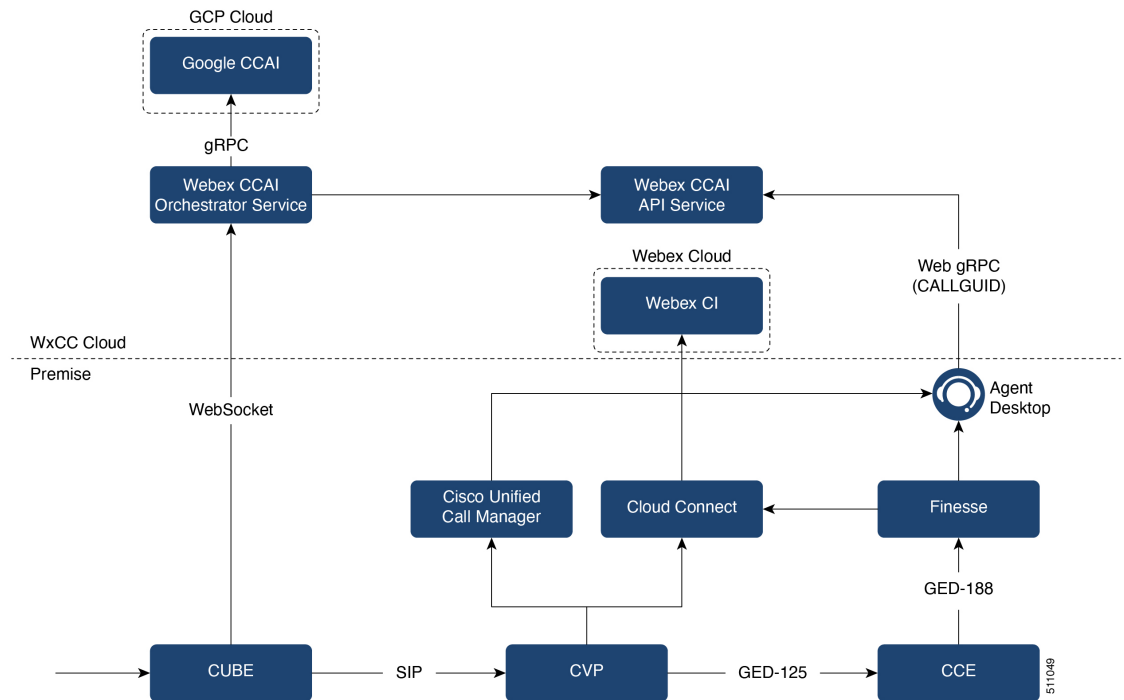 GCP Cloud
Google CCAI
gRPC
Webex CCAI
Orchestrator Service
Webex CCAI
API Service
Webex Cloud
Webex CI
Web gRPC
(CALLGUID)
WxCC Cloud
Premise
WebSocket
Agent
Desktop
Cisco Unified
Call Manager
Cloud Connect
Finesse
GED-188
CUBE
SIP
CVP
GED-125
CCE
511049